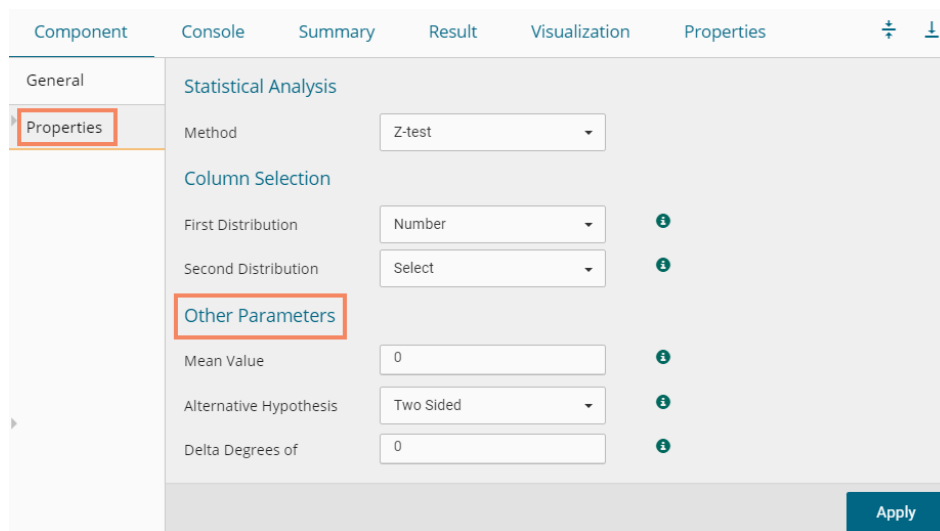 Component Console Summary Result Visualization Properties
General
Properties
Statistical Analysis
Method Z-test
Column Selection
First Distribution Number
Second Distribution Select
Other Parameters
Mean Value 0
Alternative Hypothesis Two Sided
Delta Degrees of 0
Apply